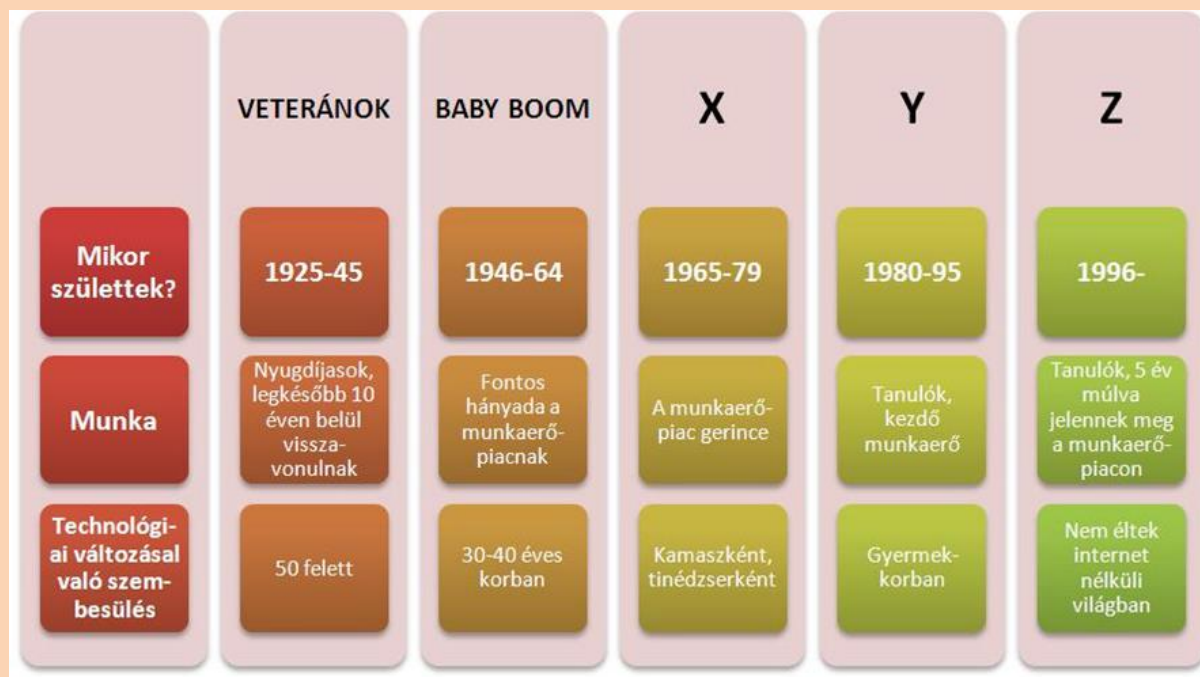 VETERÁNOK
BABY BOOM
X
Y
Z
Mikor
születtek?
1925-45
1946-64
1965-79
1980-95
1996-
Munka
Nyugdíjasok,
legkésőbb 10
éven belül
vissza-
vonulnak
Fontos
hányada a
munkaerő-
piacnak
A munkaerő-
piac gerince
Tanulók,
kezdő
munkaerő
Tanulók, 5 év
múlva
jelennek meg
a munkaerő-
piacon
Technológi-
ai változásal
való szem-
besülés
50 felett
30-40 éves
korban
Kamaszként,
tinédzserként
Gyermek-
korban
Nem éltek
internet
nélküli
világban